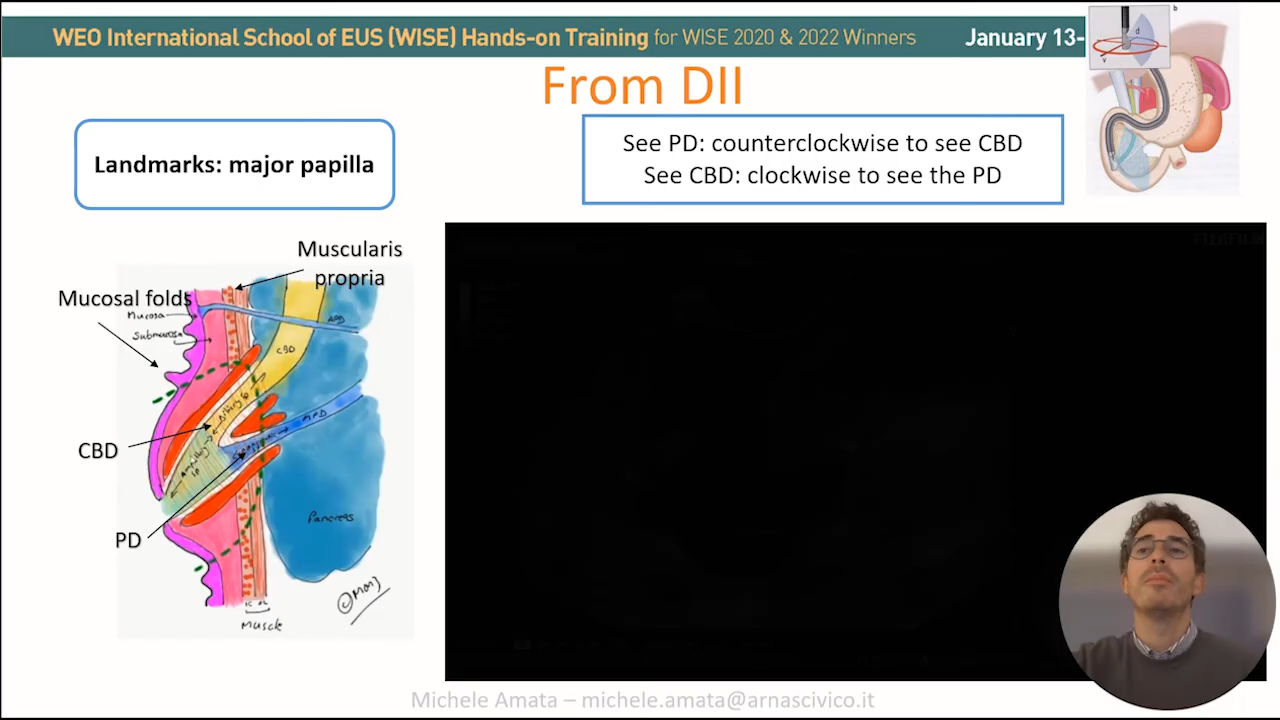 WEO International School of EUS (WISE) Hands-on Training for WISE 2020 & 2022 Winners January 13-
b
d
v
From DII
Landmarks: major papilla
See PD: counterclockwise to see CBD
See CBD: clockwise to see the PD
Muscularis
propria
Mucosal folds
Mucosa
Submucosa
APD
CBD
MPD
CBD
PD
Pancreas
Muscle
Michele Amata – michele.amata@arnascivico.it